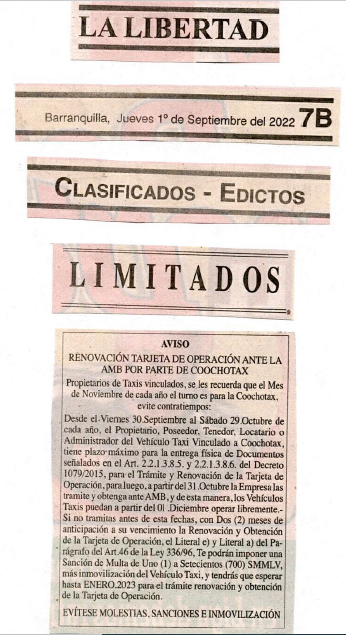 LA LIBERTAD
Barranquilla, Jueves 1º de Septiembre del 2022 7B
CLASIFICADOS - EDICTOS
LIMITADOS
AVISO
RENOVACIÓN TARJETA DE OPERACIÓN ANTE LA
AMB POR PARTE DE COOCHOTAX
Propietarios de Taxis vinculados, se les recuerda que el Mes
de Noviembre de cada año el turno es para la Coochotax,
evite contratiempos:
Desde el Viernes 30.Septiembre al Sábado 29.Octubre de
cada año, el Propietario, Poseedor, Tenedor, Locatario o
Administrador del Vehículo Taxi Vinculado a Coochotax,
tiene plazo máximo para la entrega física de Documentos
señalados en el Art. 2.2.1.3.8.5. y 2.2.1.3.8.6. del Decreto
1079/2015, para el Trámite y Renovación de la Tarjeta de
Operación, para luego, a partir del 31.Octubre la Empresa las
tramite y obtenga ante AMB, y de esta manera, los Vehículos
Taxis puedan a partir del 01 .Diciembre operar libremente.-
Si no tramitas antes de esta fechas, con Dos (2) meses de
anticipación a su vencimiento la Renovación y Obtención
de la Tarjeta de Operación, el Literal e) y Literal a) del Pa-
rágrafo del Art.46 de la Ley 336/96, Te podrán imponer una
Sanción de Multa de Uno (1) a Setecientos (700) SMMLV,
más inmovilización del Vehículo Taxi, y tendrás que esperar
hasta ENERO.2023 para el trámite renovación y obtención
de la Tarjeta de Operación.
EVÍTESE MOLESTIAS, SANCIONES E INMOVILIZACIÓN